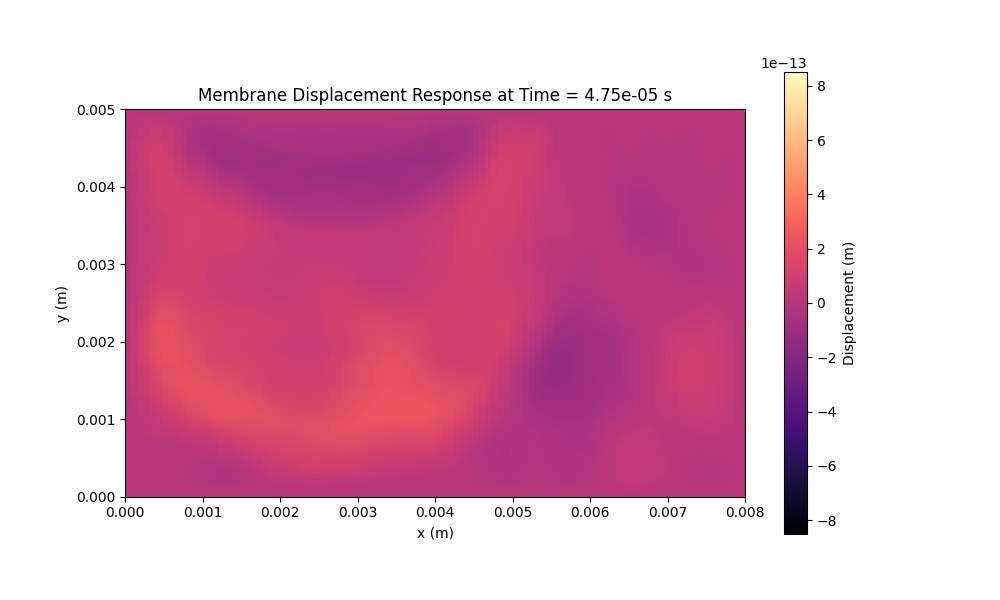 1e−13
Membrane Displacement Response at Time = 4.75e-05 s
0.005
0.004
0.003
0.002
0.001
0.000
y (m)
0.000 0.001 0.002 0.003 0.004 0.005 0.006 0.007 0.008
x (m)
8
6
4
2
0
−2
−4
−6
−8
Displacement (m)